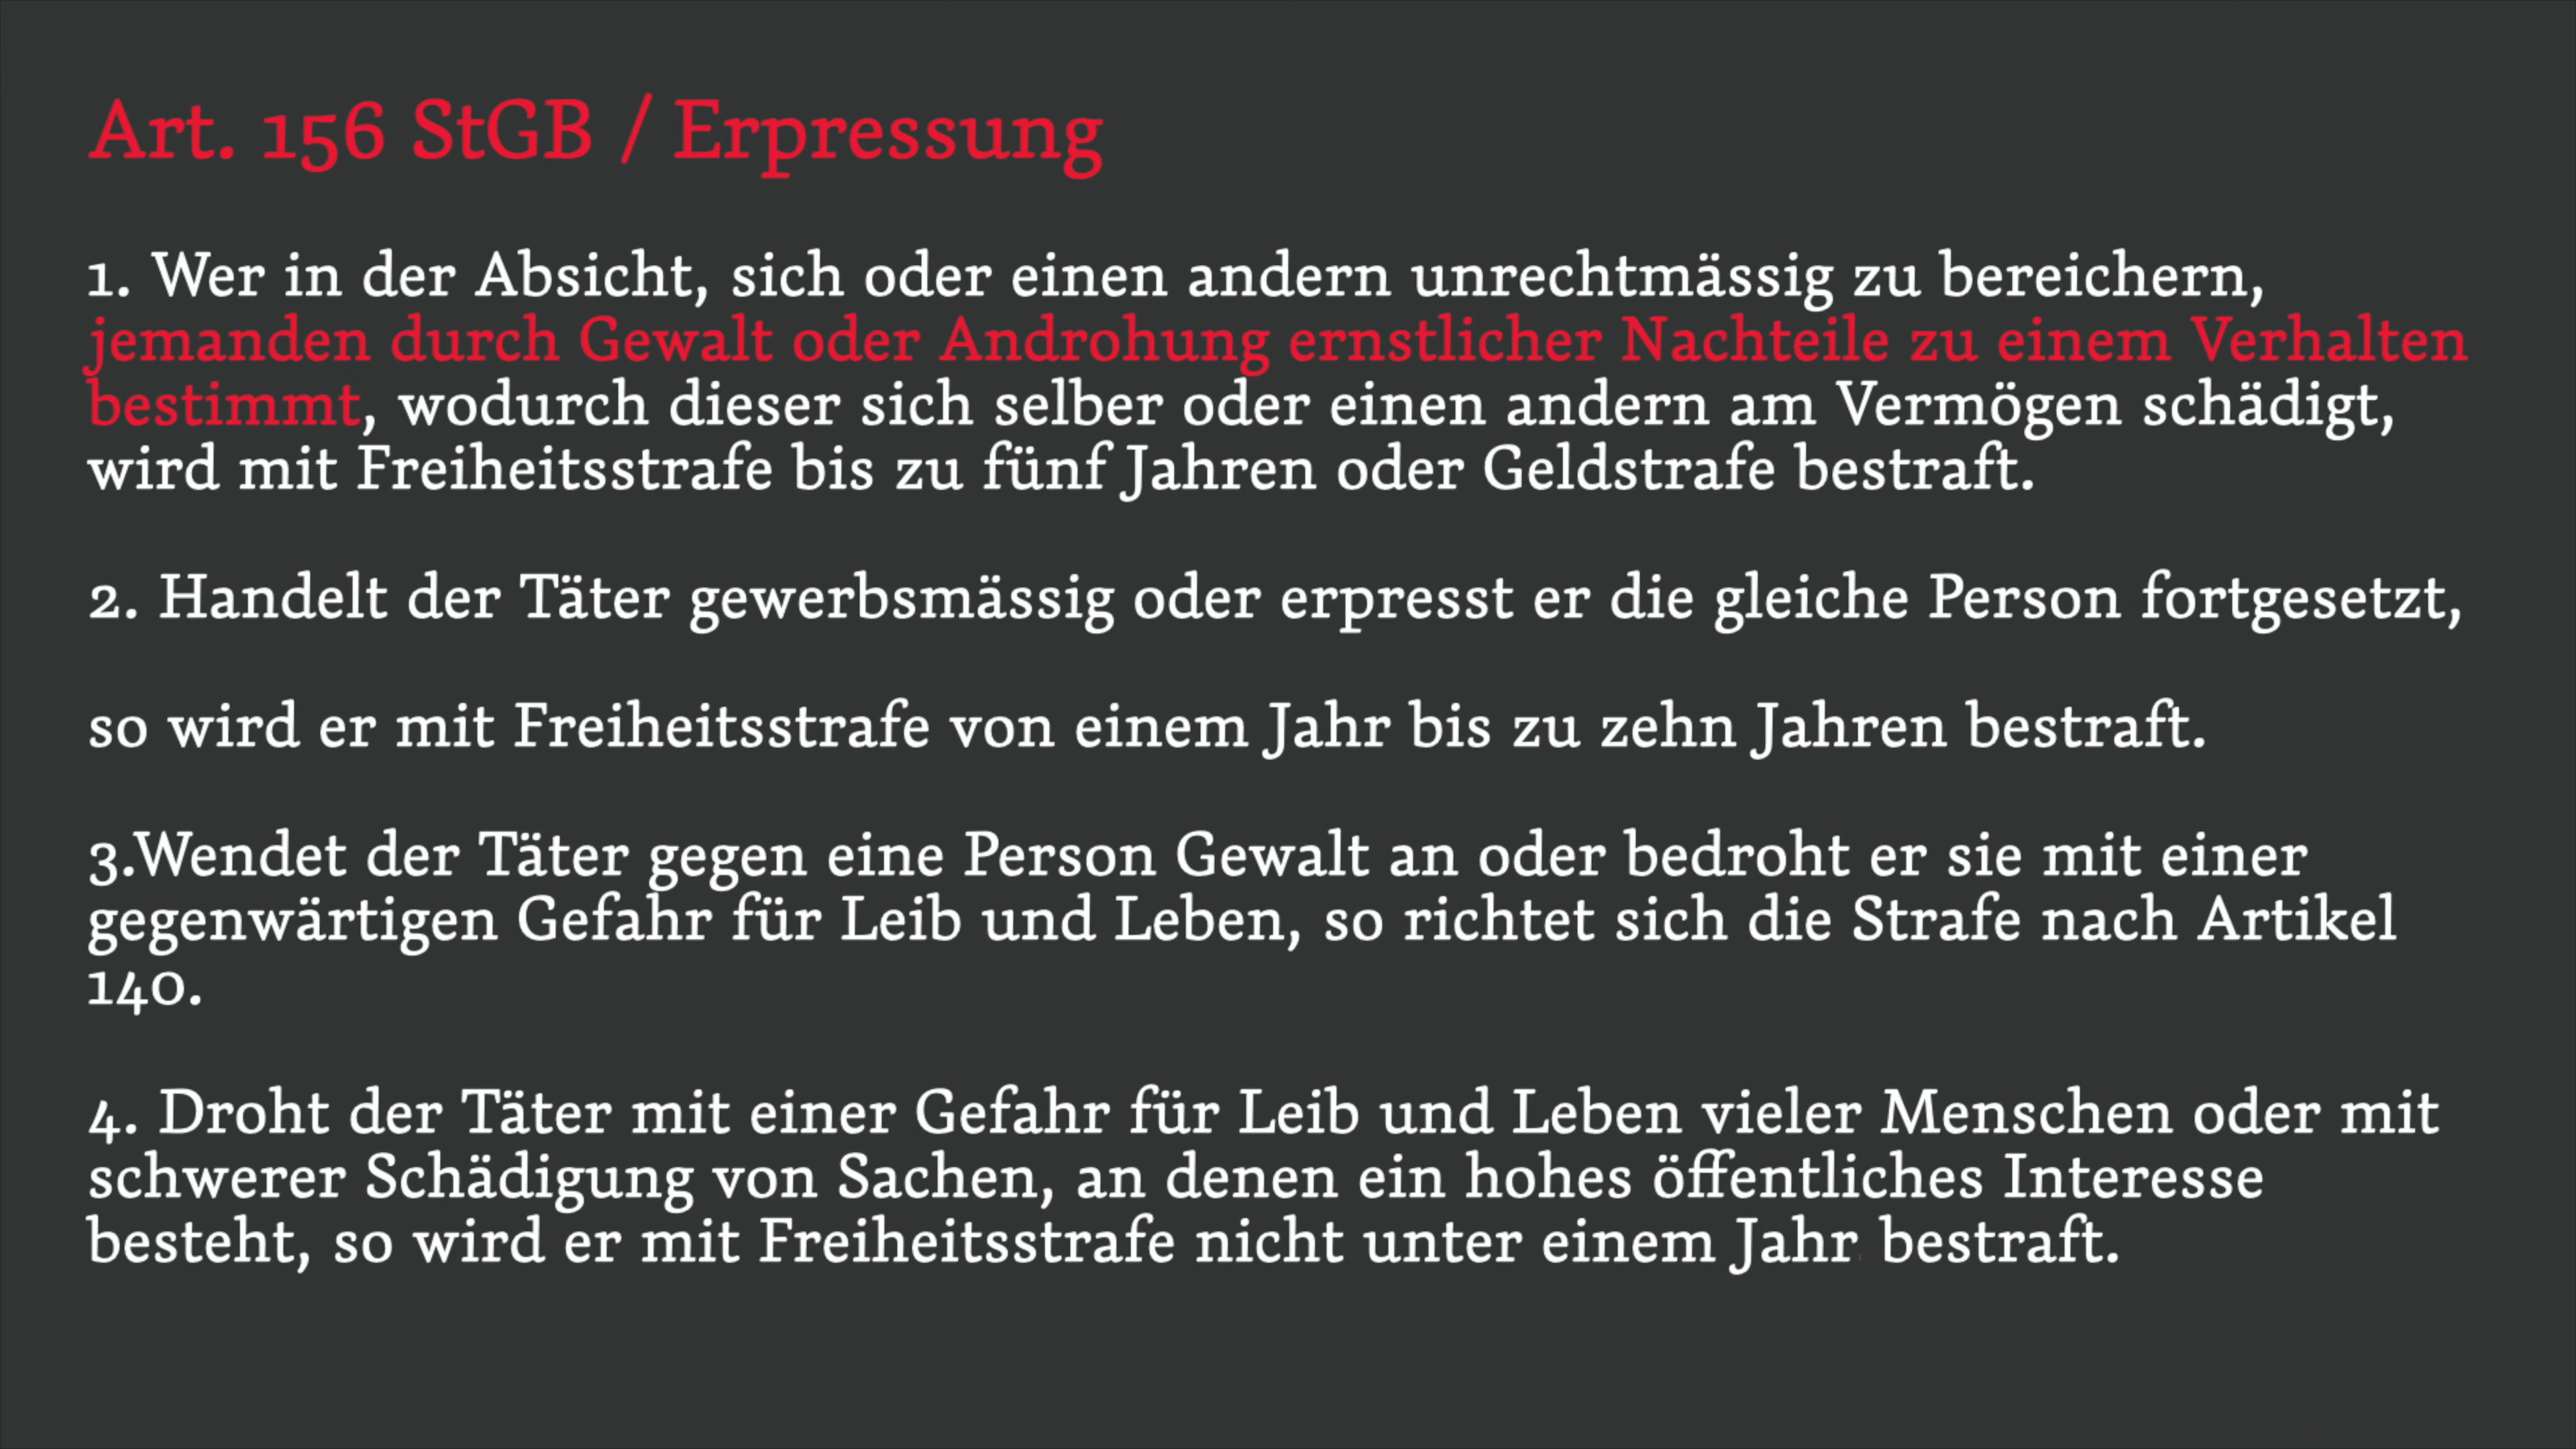 Art. 156 StGB / Erpressung
1. Wer in der Absicht, sich oder einen andern unrechtmässig zu bereichern,
jemanden durch Gewalt oder Androhung ernstlicher Nachteile zu einem Verhalten
bestimmt, wodurch dieser sich selber oder einen andern am Vermögen schädigt,
wird mit Freiheitsstrafe bis zu fünf Jahren oder Geldstrafe bestraft.
2. Handelt der Täter gewerbsmässig oder erpresst er die gleiche Person fortgesetzt,
so wird er mit Freiheitsstrafe von einem Jahr bis zu zehn Jahren bestraft.
3.Wendet der Täter gegen eine Person Gewalt an oder bedroht er sie mit einer
gegenwärtigen Gefahr für Leib und Leben, so richtet sich die Strafe nach Artikel
140.
4. Droht der Täter mit einer Gefahr für Leib und Leben vieler Menschen oder mit
schwerer Schädigung von Sachen, an denen ein hohes öffentliches Interesse
besteht, so wird er mit Freiheitsstrafe nicht unter einem Jahr bestraft.